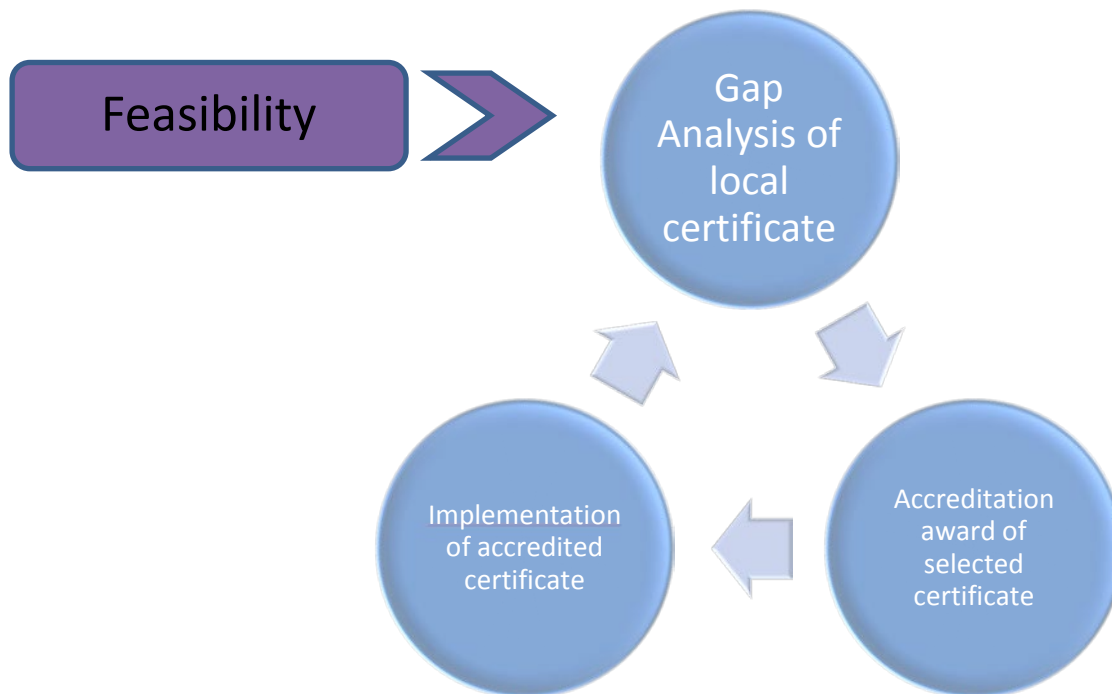 Feasibility
Gap
Analysis of
local
certificate
Implementation
of accredited
certificate
Accreditation
award of
selected
certificate